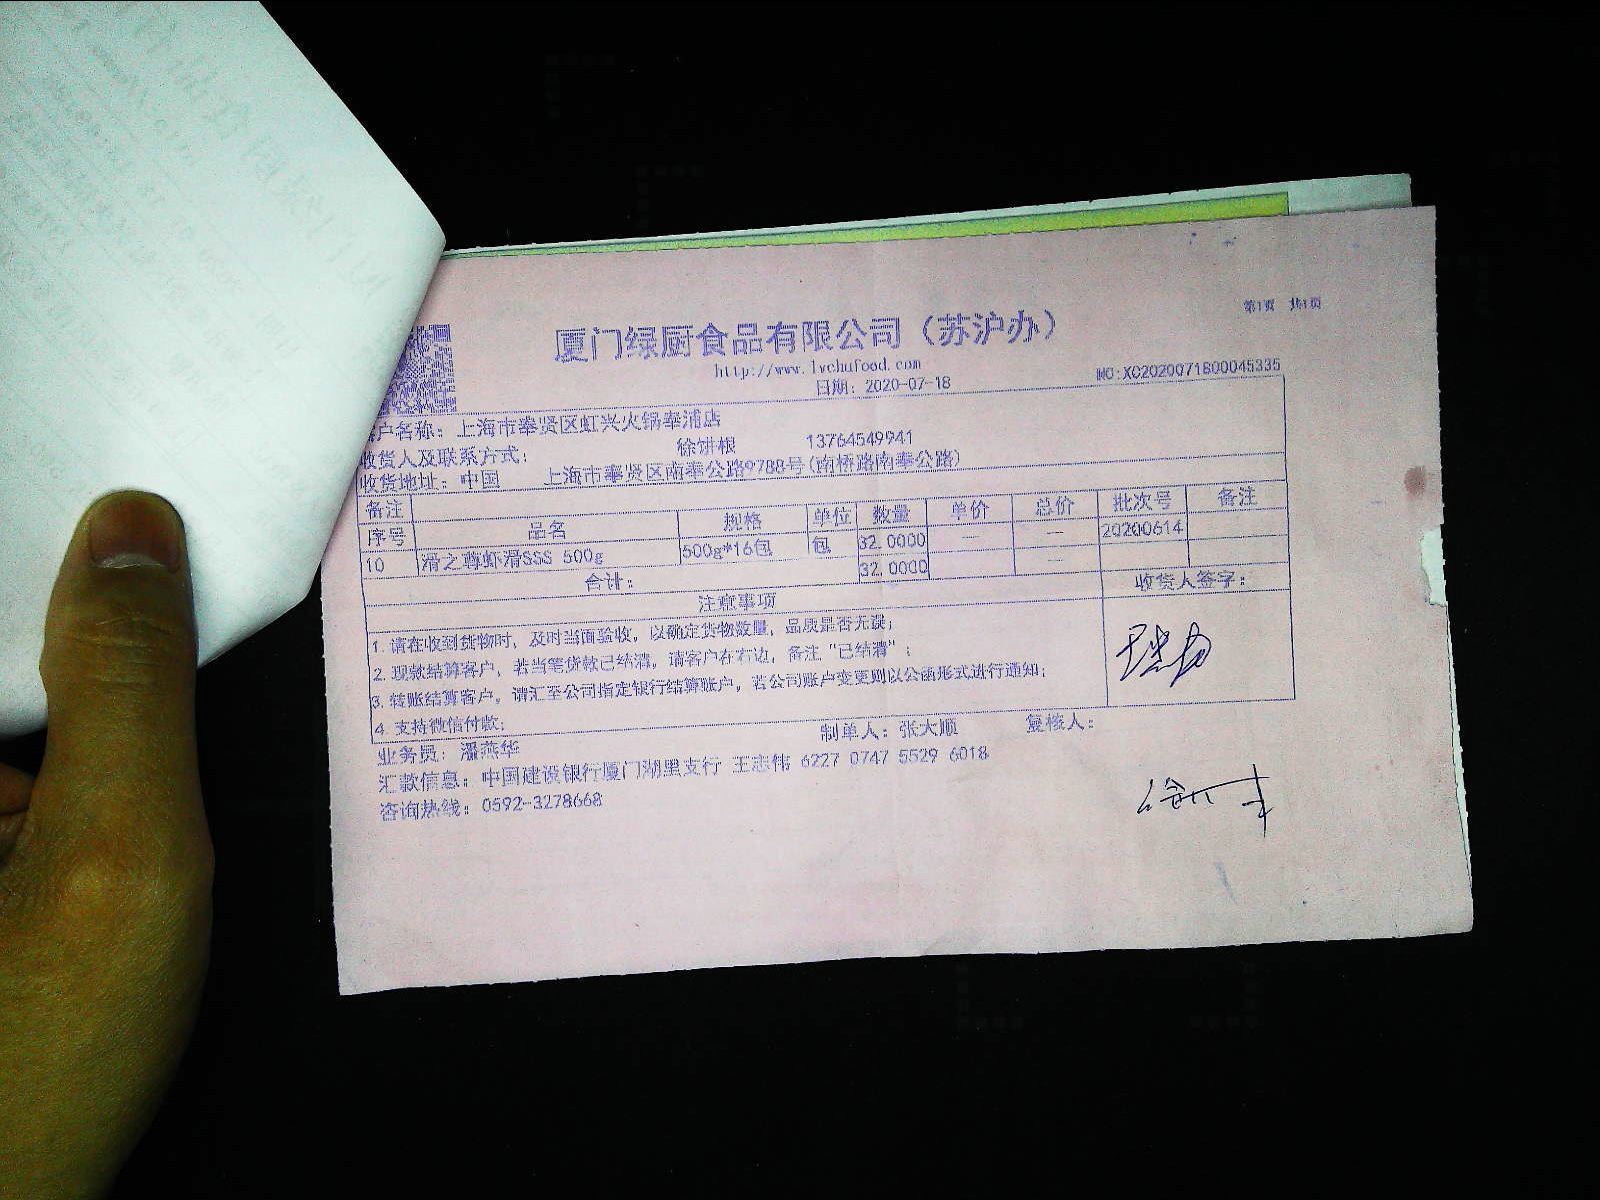 第1页 共1页
厦门绿厨食品有限公司（苏沪办）
http://www.lvchufood.com
日期：2020-07-18
NO:XC2020071800045335
户名称：上海市奉贤区虹兴火锅奉浦店
收货人及联系方式： 徐饼根 13764549941
收货地址：中国 上海市奉贤区南奉公路9788号(南桥路南奉公路)
备注
序号 品名 规格 单位 数量 单价 总价 批次号 备注
10 滑之尊虾滑SSS 500g 500g*16包 包 32.0000 — — 20200614
合计： 32.0000 —
注意事项 收货人签字：
1.请在收到货物时，及时当面验收，以确定货物数量，品质是否无误；
2.现款结算客户，若当笔货款已结清，请客户在右边，备注“已结清”；
3.转账结算客户，请汇至公司指定银行结算账户，若公司账户变更则以公函形式进行通知；
4.支持微信付款；
业务员：潘燕华 制单人：张大顺 复核人：
汇款信息：中国建设银行厦门湖里支行 王志伟 6227 0747 5529 6018
咨询热线：0592-3278668